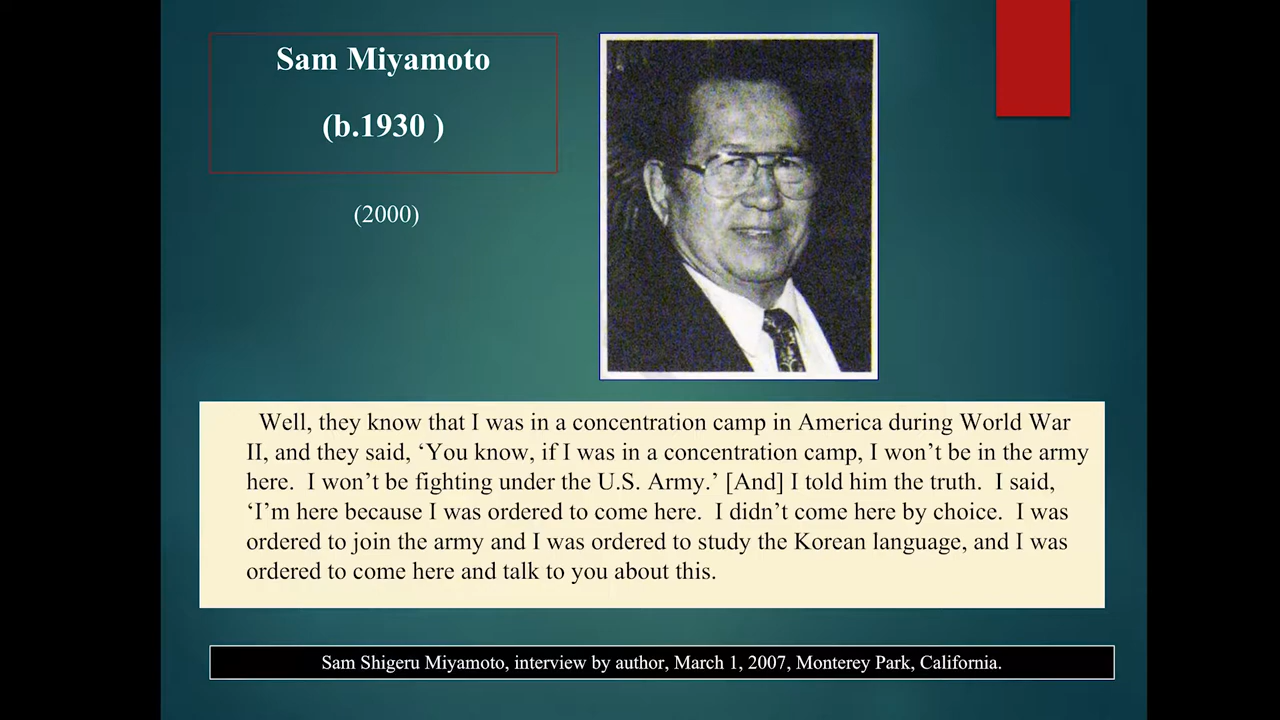 Sam Miyamoto
(b.1930 )
(2000)
Well, they know that I was in a concentration camp in America during World War
II, and they said, ‘You know, if I was in a concentration camp, I won’t be in the army
here.  I won’t be fighting under the U.S. Army.’ [And] I told him the truth.  I said,
‘I’m here because I was ordered to come here.  I didn’t come here by choice.  I was
ordered to join the army and I was ordered to study the Korean language, and I was
ordered to come here and talk to you about this.
Sam Shigeru Miyamoto, interview by author, March 1, 2007, Monterey Park, California.